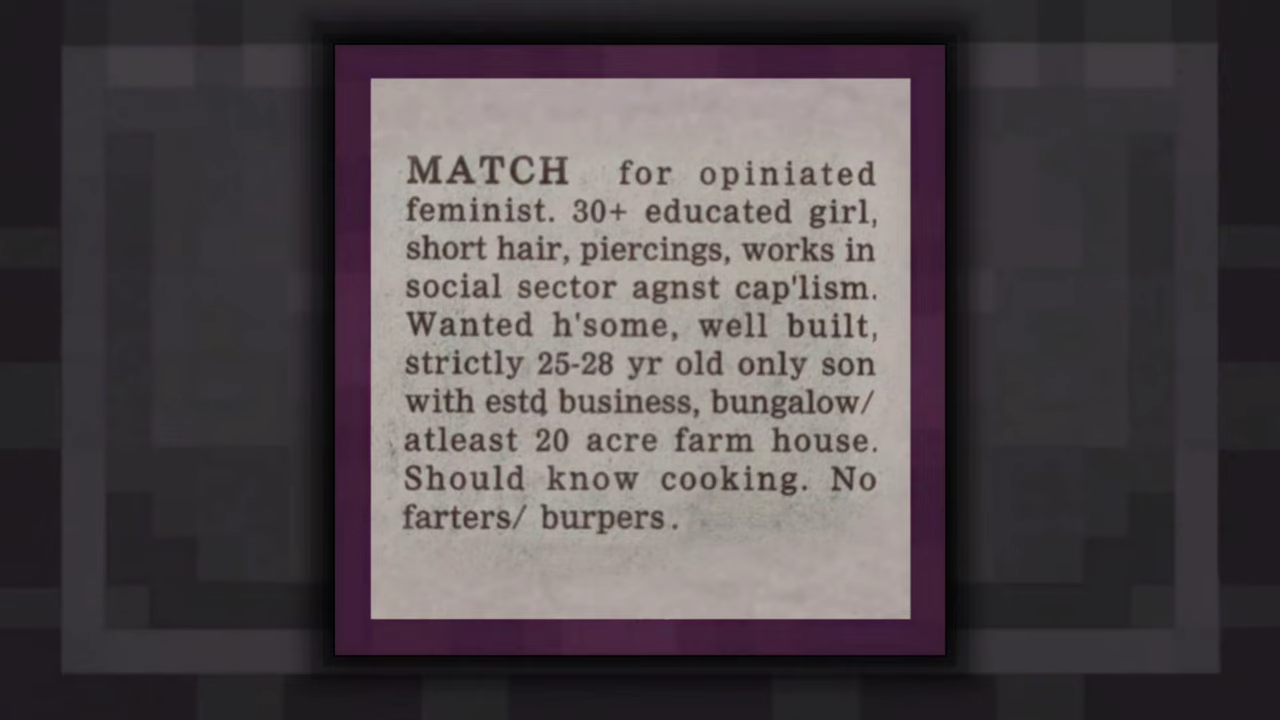 MATCH for opiniated
feminist. 30+ educated girl,
short hair, piercings, works in
social sector agnst cap'lism.
Wanted h'some, well built,
strictly 25-28 yr old only son
with estd business, bungalow/
atleast 20 acre farm house.
Should know cooking. No
farters/ burpers.